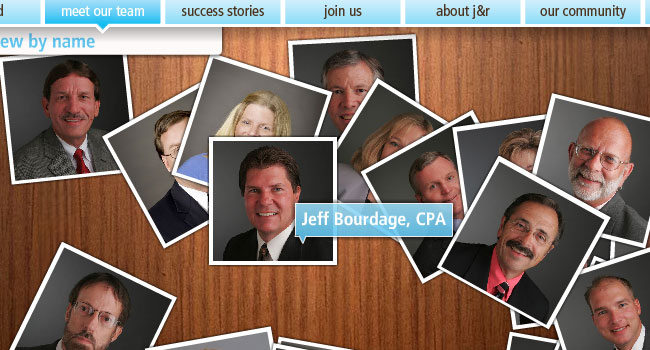 d
meet our team
success stories
join us
about j&r
our community
ew by name
Jeff Bourdage, CPA